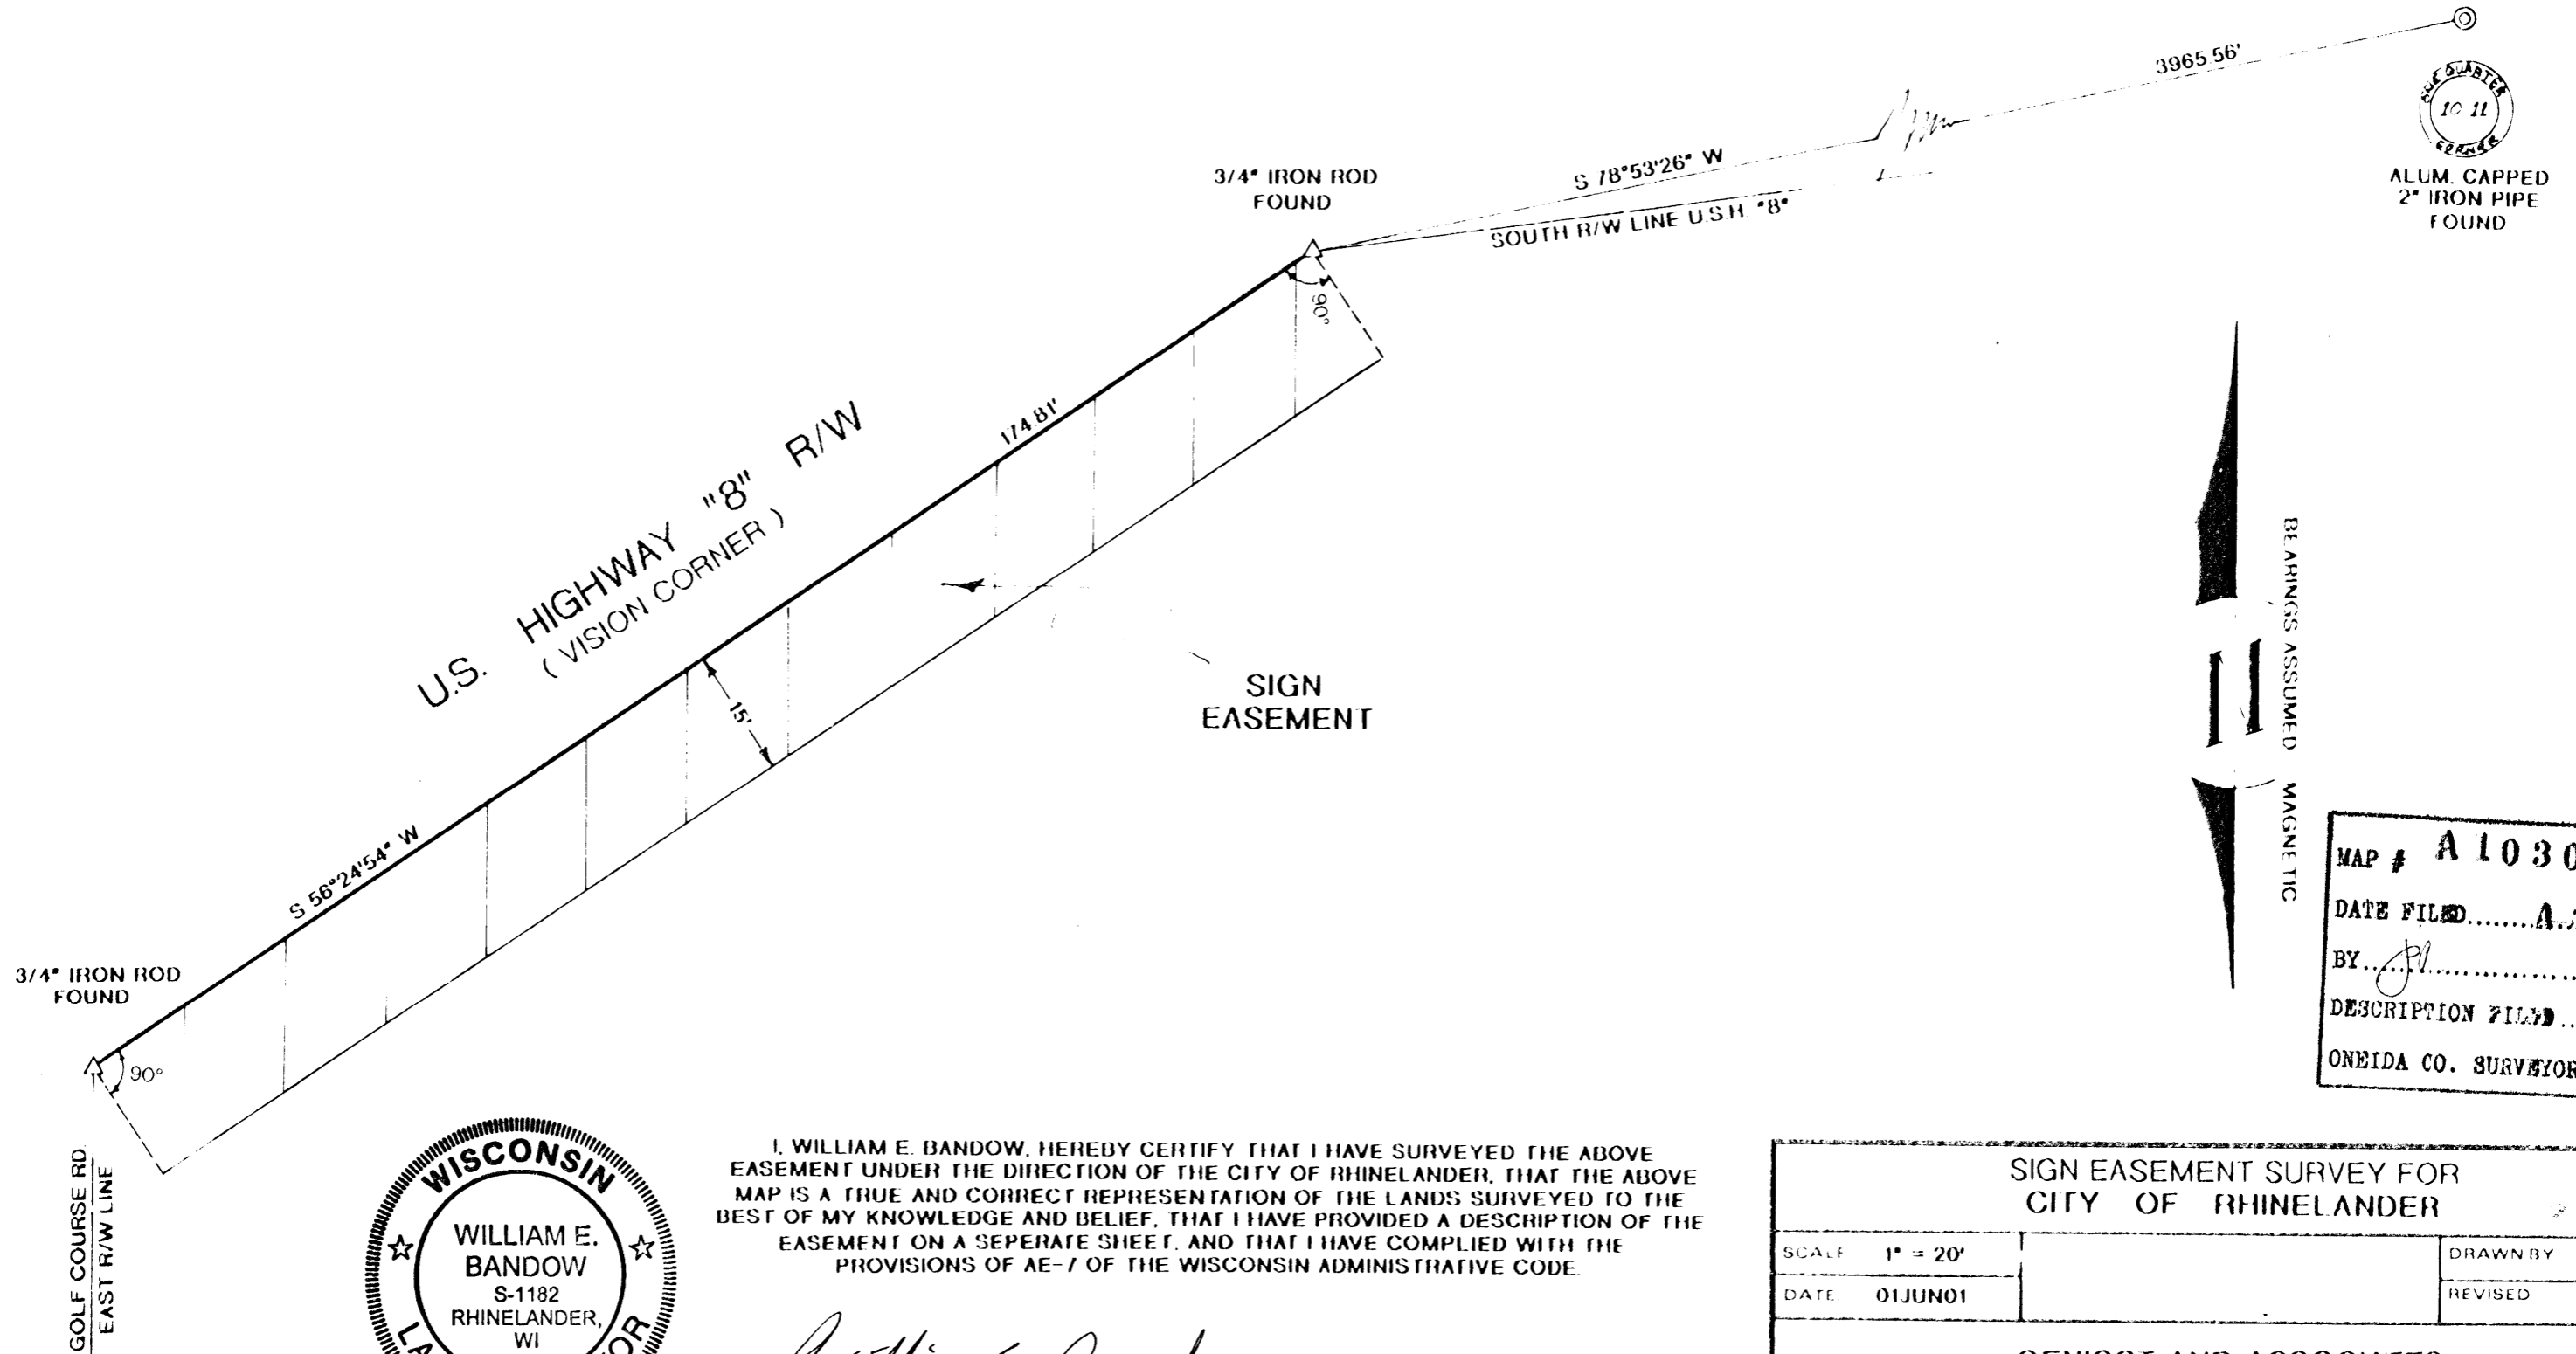 3965.56'
ONE QUARTER
10 11
CORNER
ALUM. CAPPED
2" IRON PIPE
FOUND
3/4" IRON ROD
FOUND
S 78°53'26" W
SOUTH R/W LINE U.S.H. "8"
90°
174.81'
U.S. HIGHWAY "8" R/W
( VISION CORNER )
15'
SIGN
EASEMENT
BEARINGS ASSUMED MAGNETIC
S 56°24'54" W
3/4" IRON ROD
FOUND
90°
GOLF COURSE RD
EAST R/W LINE
MAP # A1030
DATE FILED
BY
DESCRIPTION FILED
ONEIDA CO. SURVEYOR
WISCONSIN
WILLIAM E.
BANDOW
S-1182
RHINELANDER,
WI
I, WILLIAM E. BANDOW, HEREBY CERTIFY THAT I HAVE SURVEYED THE ABOVE
EASEMENT UNDER THE DIRECTION OF THE CITY OF RHINELANDER, THAT THE ABOVE
MAP IS A TRUE AND CORRECT REPRESENTATION OF THE LANDS SURVEYED TO THE
BEST OF MY KNOWLEDGE AND BELIEF, THAT I HAVE PROVIDED A DESCRIPTION OF THE
EASEMENT ON A SEPERATE SHEET, AND THAT I HAVE COMPLIED WITH THE
PROVISIONS OF AE-7 OF THE WISCONSIN ADMINISTRATIVE CODE.
SIGN EASEMENT SURVEY FOR
CITY OF RHINELANDER
SCALE 1" = 20'
DRAWN BY
DATE 01JUN01
REVISED